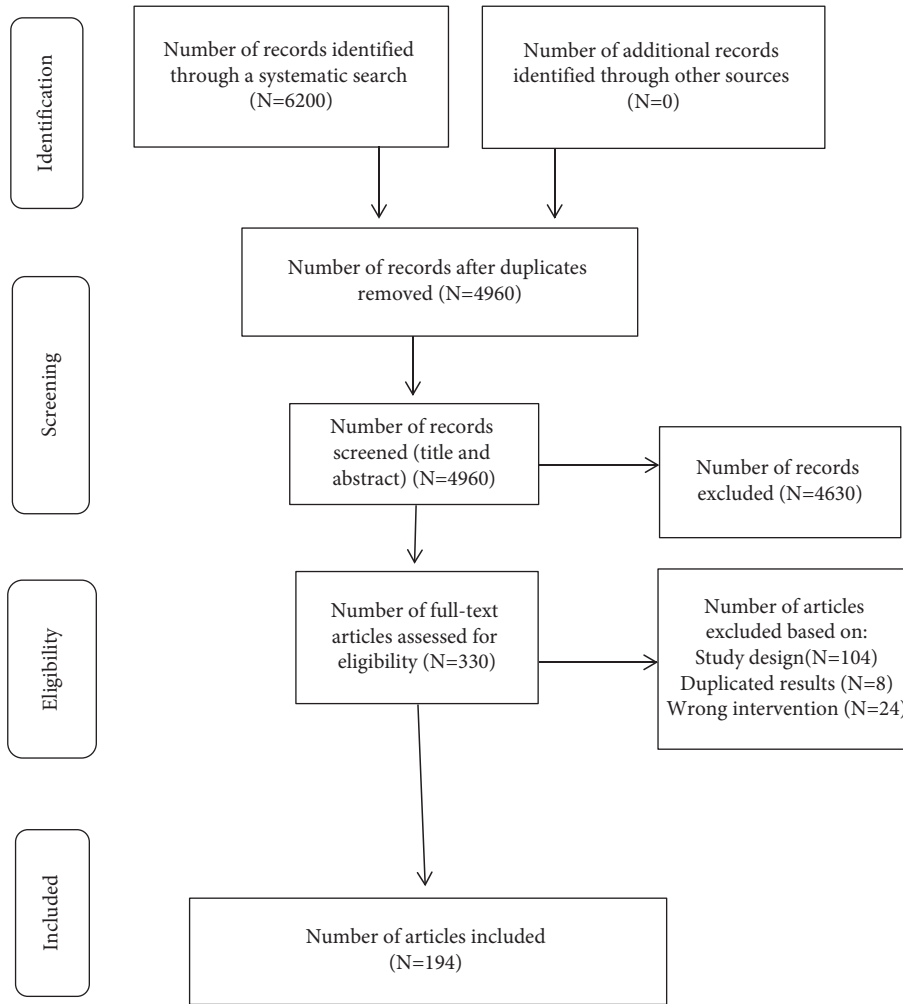 Identification
Number of records identified
through a systematic search
(N=6200)
Number of additional records
identified through other sources
(N=0)
Screening
Number of records after duplicates
removed (N=4960)
Number of records
screened (title and
abstract) (N=4960)
Number of records
excluded (N=4630)
Eligibility
Number of full-text
articles assessed for
eligibility (N=330)
Number of articles
excluded based on:
Study design(N=104)
Duplicated results (N=8)
Wrong intervention (N=24)
Included
Number of articles included
(N=194)